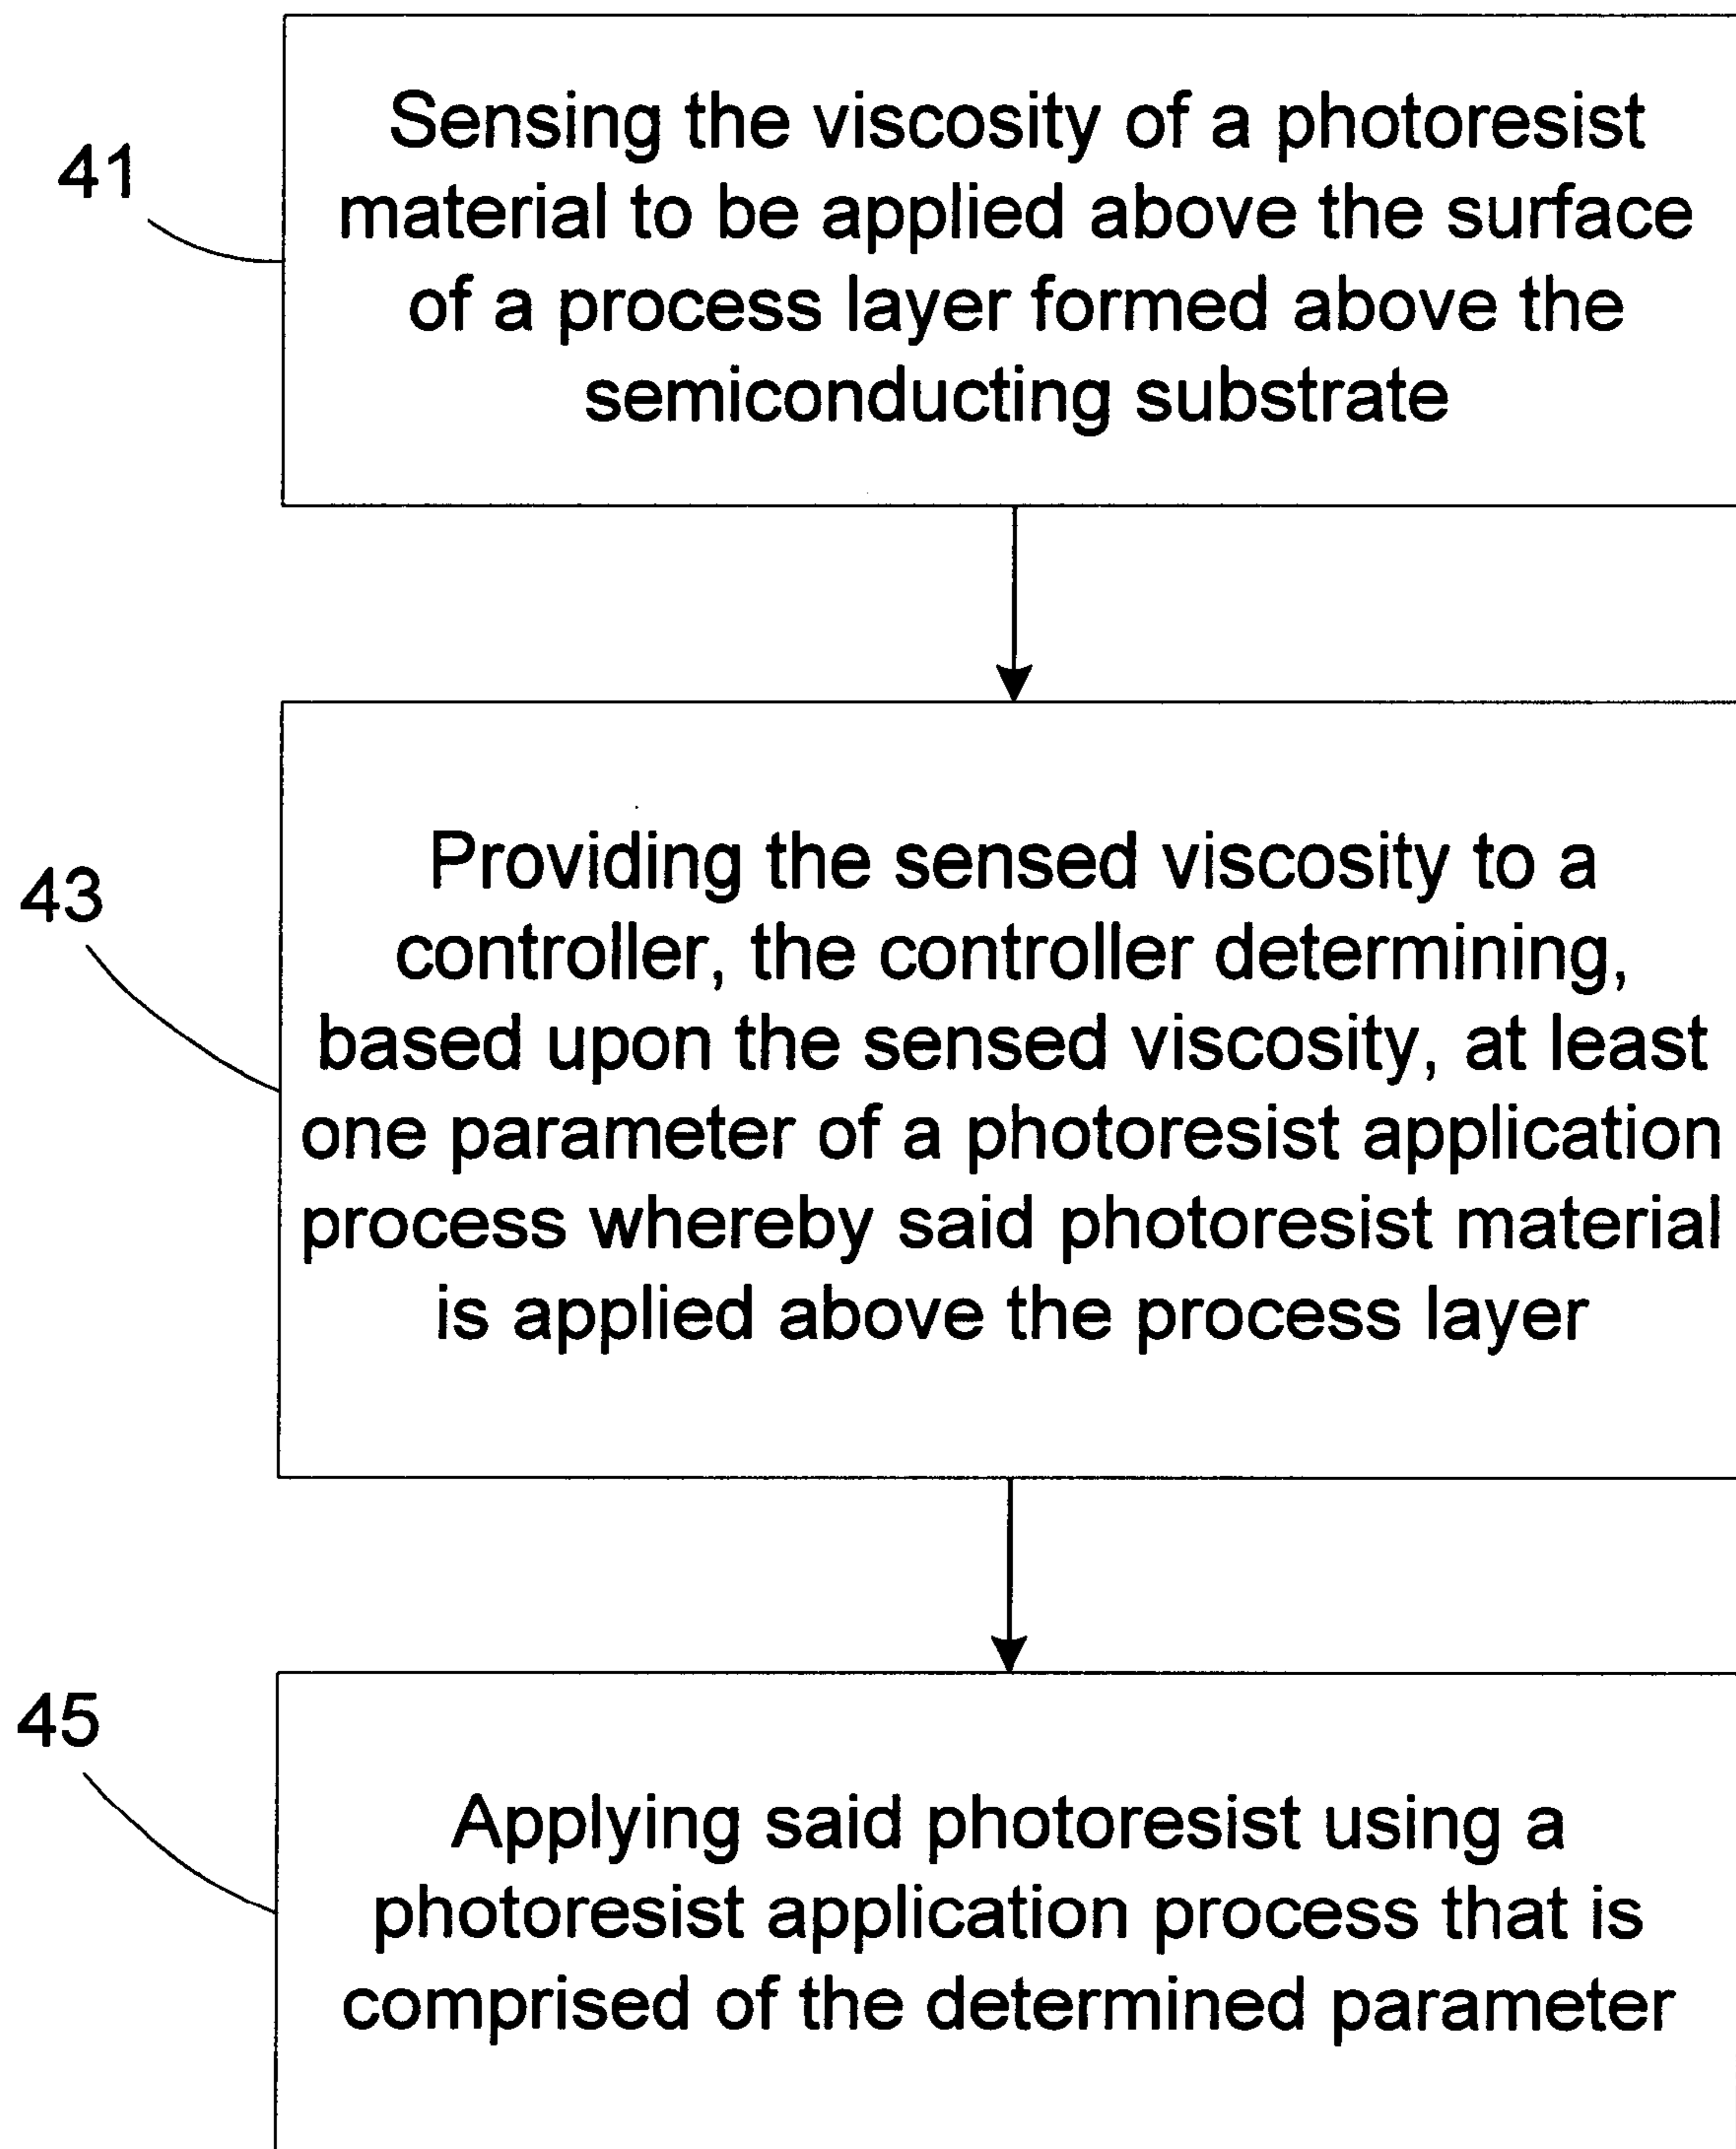 41
Sensing the viscosity of a photoresist
material to be applied above the surface
of a process layer formed above the
semiconducting substrate
43
Providing the sensed viscosity to a
controller, the controller determining,
based upon the sensed viscosity, at least
one parameter of a photoresist application
process whereby said photoresist material
is applied above the process layer
45
Applying said photoresist using a
photoresist application process that is
comprised of the determined parameter